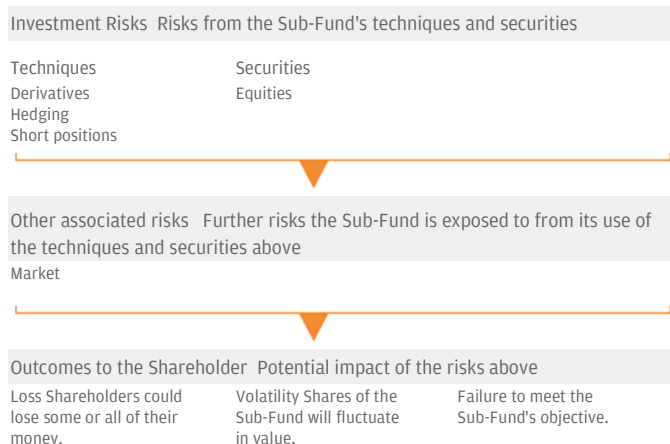 Investment Risks Risks from the Sub-Fund's techniques and securities
Techniques
Derivatives
Hedging
Short positions
Securities
Equities
Other associated risks Further risks the Sub-Fund is exposed to from its use of
the techniques and securities above
Market
Outcomes to the Shareholder Potential impact of the risks above
Loss Shareholders could
lose some or all of their
money.
Volatility Shares of the
Sub-Fund will fluctuate
in value.
Failure to meet the
Sub-Fund's objective.